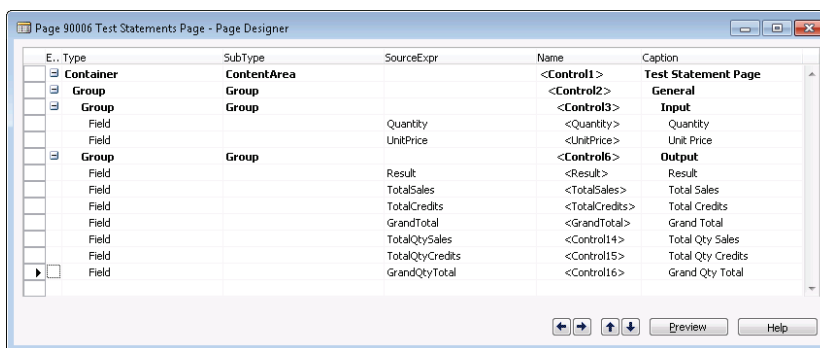 Page 90006 Test Statements Page - Page Designer
E.. Type SubType SourceExpr Name Caption
Container ContentArea <Control1> Test Statement Page
Group Group <Control2> General
Group Group <Control3> Input
Field Quantity <Quantity> Quantity
Field UnitPrice <UnitPrice> Unit Price
Group Group <Control6> Output
Field Result <Result> Result
Field TotalSales <TotalSales> Total Sales
Field TotalCredits <TotalCredits> Total Credits
Field GrandTotal <GrandTotal> Grand Total
Field TotalQtySales <Control14> Total Qty Sales
Field TotalQtyCredits <Control15> Total Qty Credits
Field GrandQtyTotal <Control16> Grand Qty Total
Preview Help